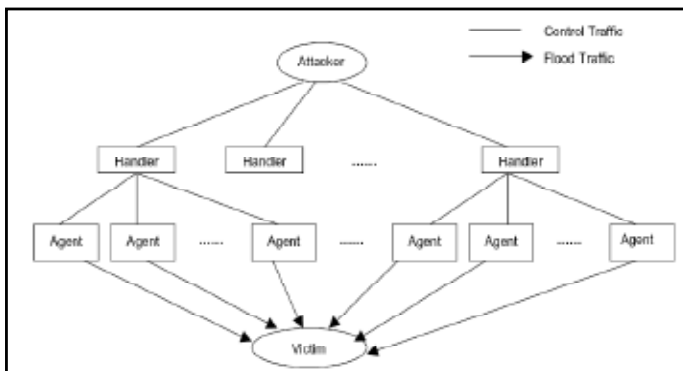 Control Traffic
Flood Traffic
Attacker
Handler
Handler
......
Handler
Agent
Agent
......
Agent
......
Agent
Agent
......
Agent
Victim